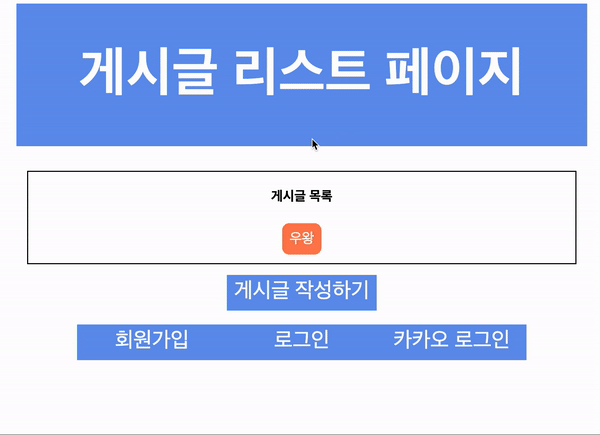 게시글 리스트 페이지
게시글 목록
우왕
게시글 작성하기
회원가입 로그인 카카오 로그인